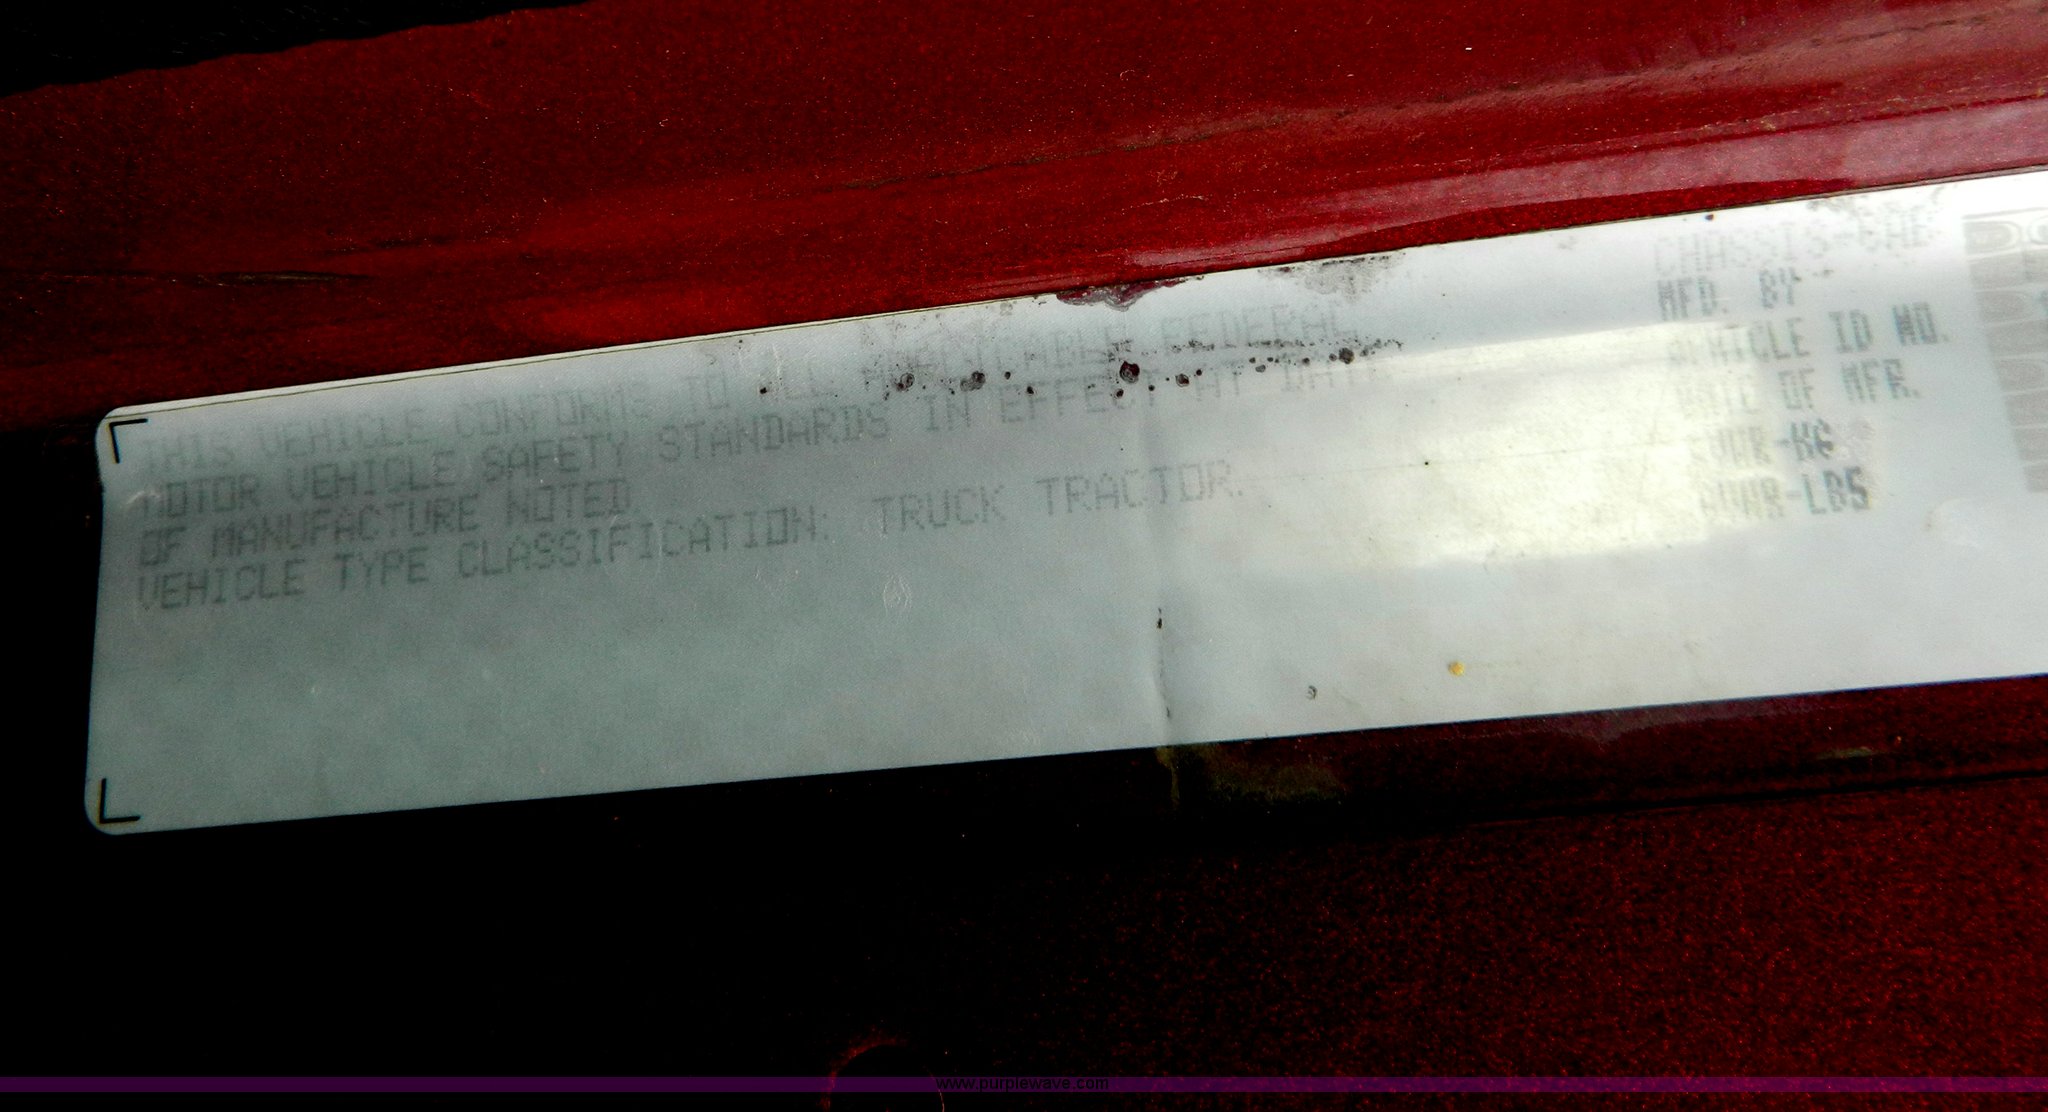 THIS VEHICLE CONFORMS TO ALL APPLICABLE FEDERAL
MOTOR VEHICLE SAFETY STANDARDS IN EFFECT AT DATE
OF MANUFACTURE NOTED
VEHICLE TYPE CLASSIFICATION: TRUCK TRACTOR.
MFD. BY
VEHICLE ID NO.
DATE OF MFR.
GVWR-KG
GVWR-LBS
www.purplewave.com